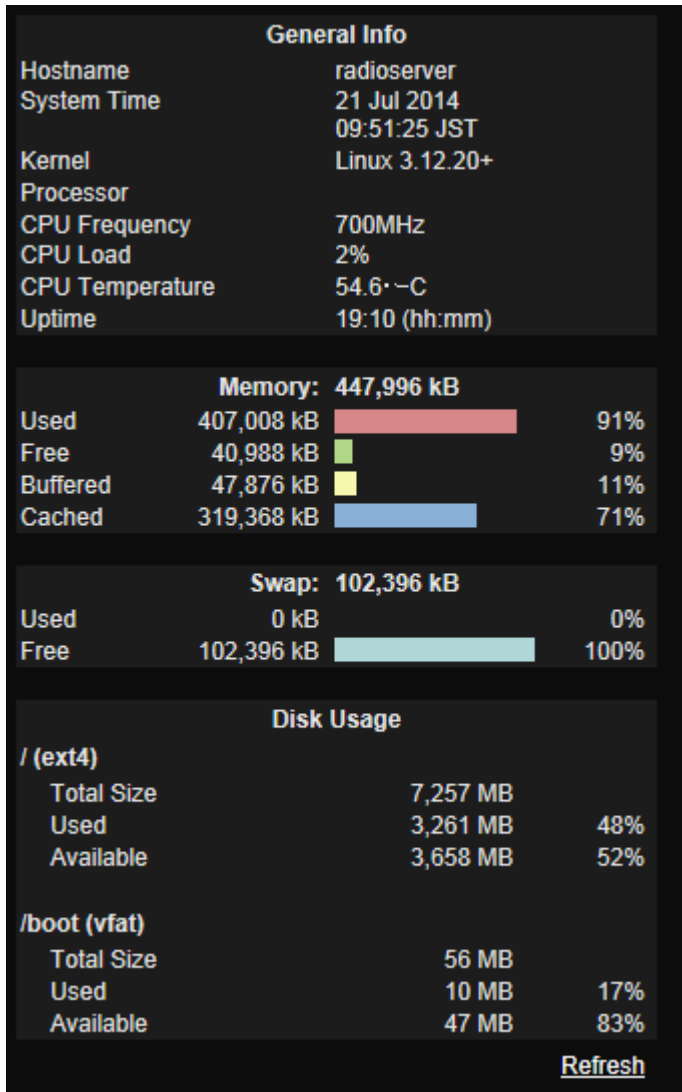 General Info
Hostname radioserver
System Time 21 Jul 2014
09:51:25 JST
Kernel Linux 3.12.20+
Processor
CPU Frequency 700MHz
CPU Load 2%
CPU Temperature 54.6･ｰC
Uptime 19:10 (hh:mm)
Memory: 447,996 kB
Used 407,008 kB 91%
Free 40,988 kB 9%
Buffered 47,876 kB 11%
Cached 319,368 kB 71%
Swap: 102,396 kB
Used 0 kB 0%
Free 102,396 kB 100%
Disk Usage
/ (ext4)
Total Size 7,257 MB
Used 3,261 MB 48%
Available 3,658 MB 52%
/boot (vfat)
Total Size 56 MB
Used 10 MB 17%
Available 47 MB 83%
Refresh